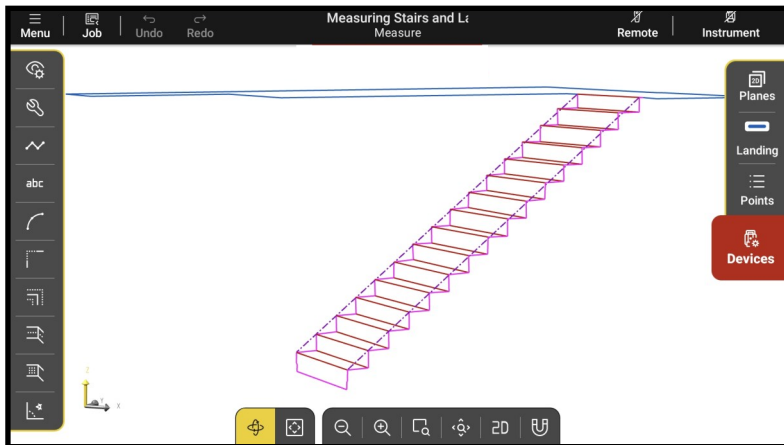 Menu
Job
Undo
Redo
Measuring Stairs and La
Measure
Remote
Instrument
abc
2D
Planes
Landing
Points
Devices
Z
Y
X
2D